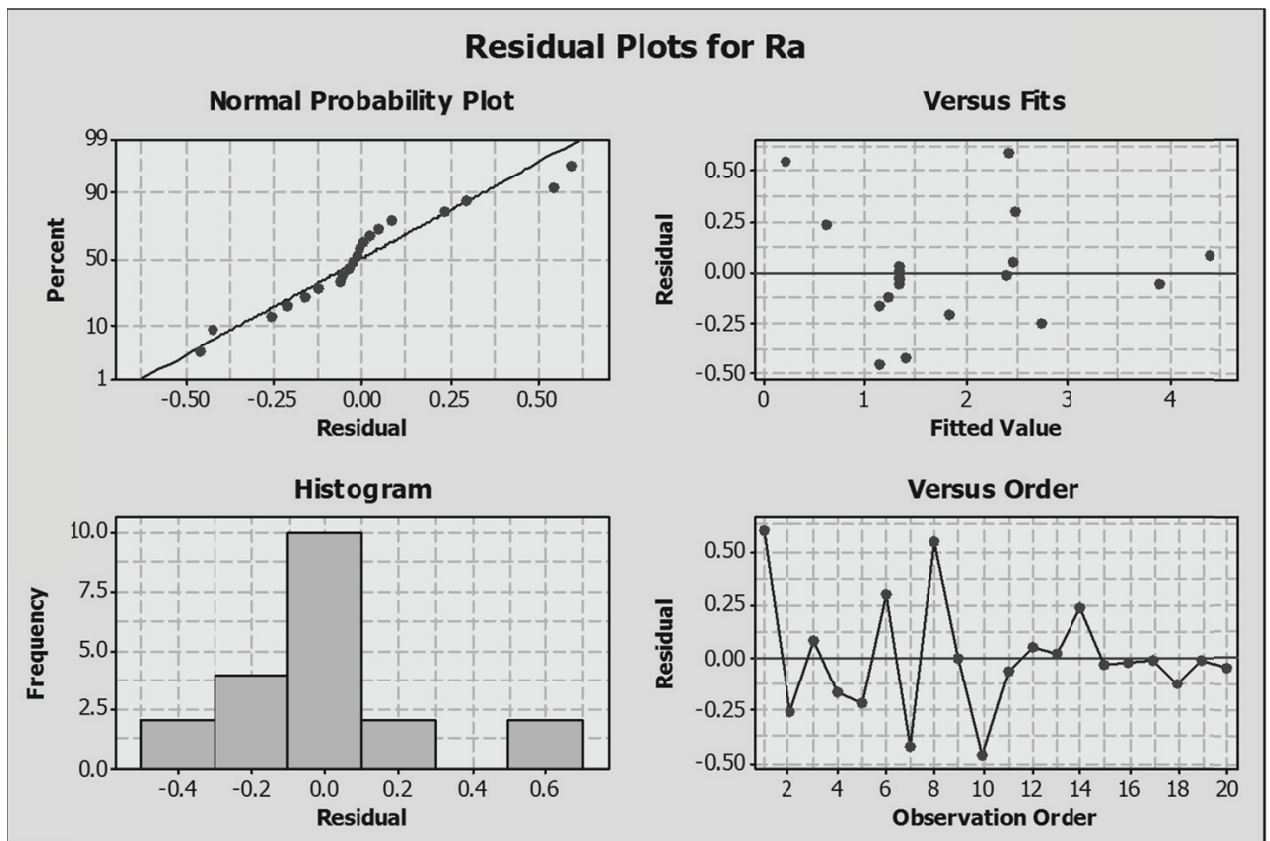 Residual Plots for Ra
Normal Probability Plot
Percent
99
90
50
10
1
-0.50 -0.25 0.00 0.25 0.50
Residual
Versus Fits
Residual
0.50
0.25
0.00
-0.25
-0.50
0 1 2 3 4
Fitted Value
Histogram
Frequency
10.0
7.5
5.0
2.5
0.0
-0.4 -0.2 0.0 0.2 0.4 0.6
Residual
Versus Order
Residual
0.50
0.25
0.00
-0.25
-0.50
2 4 6 8 10 12 14 16 18 20
Observation Order